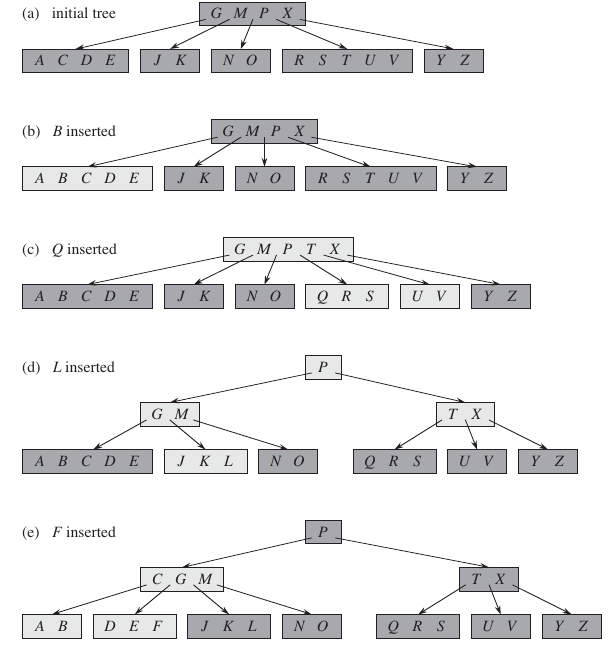 (a) initial tree
G M P X
A C D E J K N O R S T U V Y Z
(b) B inserted
G M P X
A B C D E J K N O R S T U V Y Z
(c) Q inserted
G M P T X
A B C D E J K N O Q R S U V Y Z
(d) L inserted
P
G M T X
A B C D E J K L N O Q R S U V Y Z
(e) F inserted
P
C G M T X
A B D E F J K L N O Q R S U V Y Z